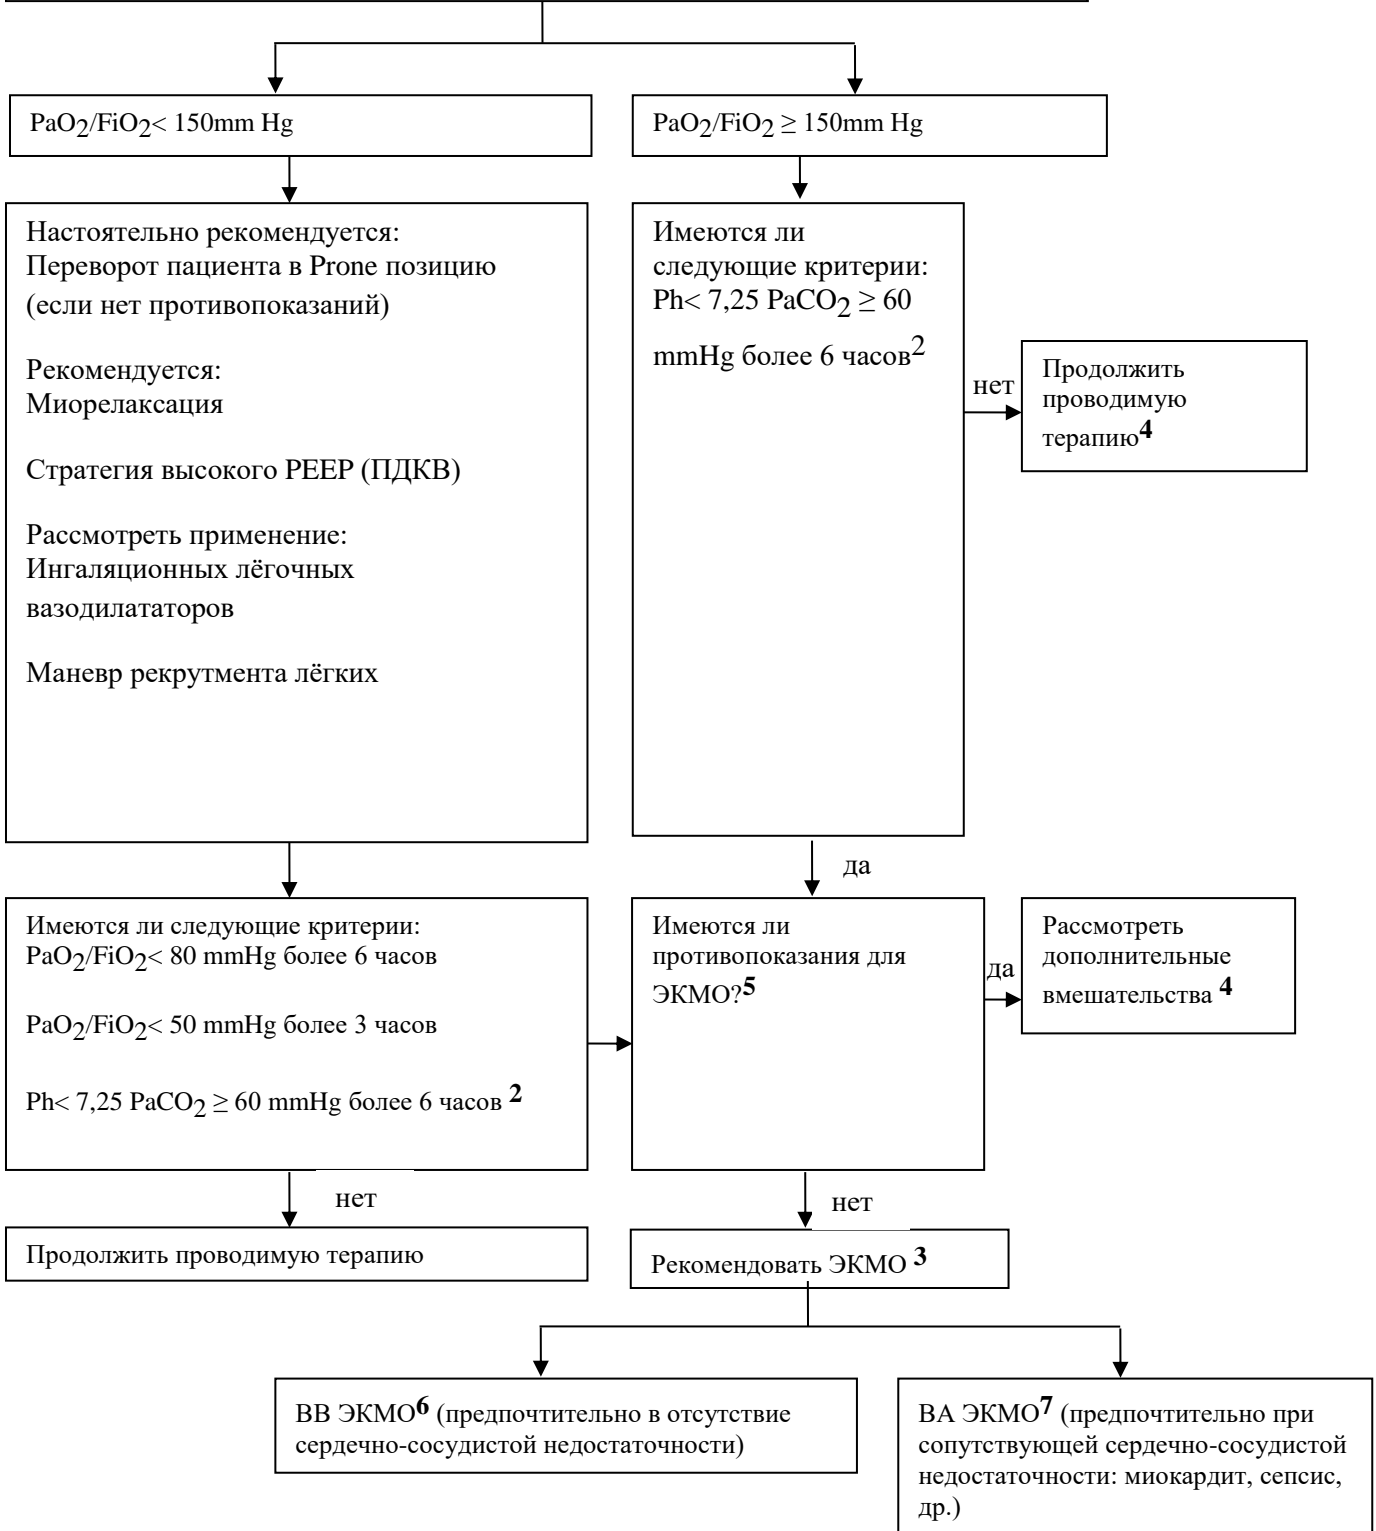 PaO2/FiO2< 150mm Hg
PaO2/FiO2 ≥ 150mm Hg
Настоятельно рекомендуется:
Переворот пациента в Prone позицию
(если нет противопоказаний)
Рекомендуется:
Миорелаксация
Стратегия высокого PEEP (ПДКВ)
Рассмотреть применение:
Ингаляционных лёгочных
вазодилататоров
Маневр рекрутмента лёгких
Имеются ли
следующие критерии:
Ph< 7,25 PaCO2 ≥ 60
mmHg более 6 часов2
нет
Продолжить
проводимую
терапию4
да
Имеются ли следующие критерии:
PaO2/FiO2< 80 mmHg более 6 часов
PaO2/FiO2< 50 mmHg более 3 часов
Ph< 7,25 PaCO2 ≥ 60 mmHg более 6 часов 2
Имеются ли
противопоказания для
ЭКМО?5
да
Рассмотреть
дополнительные
вмешательства 4
нет
нет
Продолжить проводимую терапию
Рекомендовать ЭКМО 3
ВВ ЭКМО6 (предпочтительно в отсутствие
сердечно-сосудистой недостаточности)
ВА ЭКМО7 (предпочтительно при
сопутствующей сердечно-сосудистой
недостаточности: миокардит, сепсис,
др.)